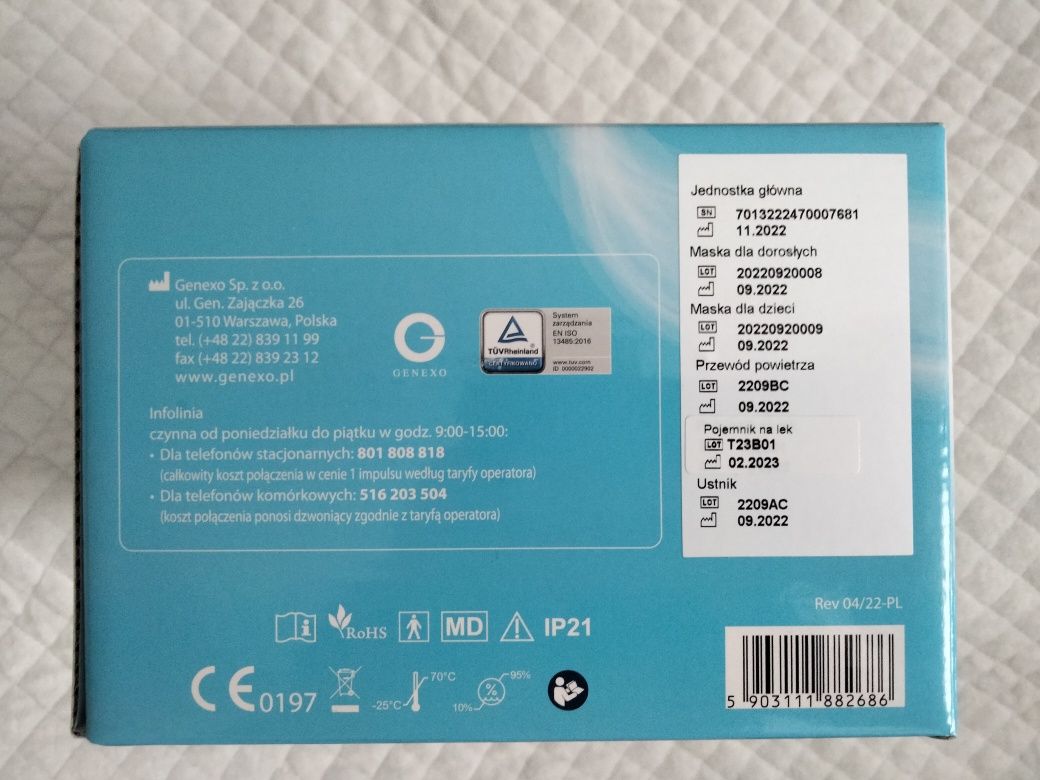 Genexo Sp. z o.o.
ul. Gen. Zajączka 26
01-510 Warszawa, Polska
tel. (+48 22) 839 11 99
fax (+48 22) 839 23 12
www.genexo.pl
GENEXO
TÜVRheinland
CERTYFIKOWANO
System
zarządzania
EN ISO
13485:2016
www.tuv.com
ID 0000022902
Infolinia
czynna od poniedziałku do piątku w godz. 9:00-15:00:
• Dla telefonów stacjonarnych: 801 808 818
(całkowity koszt połączenia w cenie 1 impulsu według taryfy operatora)
• Dla telefonów komórkowych: 516 203 504
(koszt połączenia ponosi dzwoniący zgodnie z taryfą operatora)
Jednostka główna
SN 7013222470007681
11.2022
Maska dla dorosłych
LOT 20220920008
09.2022
Maska dla dzieci
LOT 20220920009
09.2022
Przewód powietrza
LOT 2209BC
09.2022
Pojemnik na lek
LOT T23B01
02.2023
Ustnik
LOT 2209AC
09.2022
Rev 04/22-PL
RoHS MD IP21
CE 0197 -25°C 70°C 10% % 95%
5 903111 882686